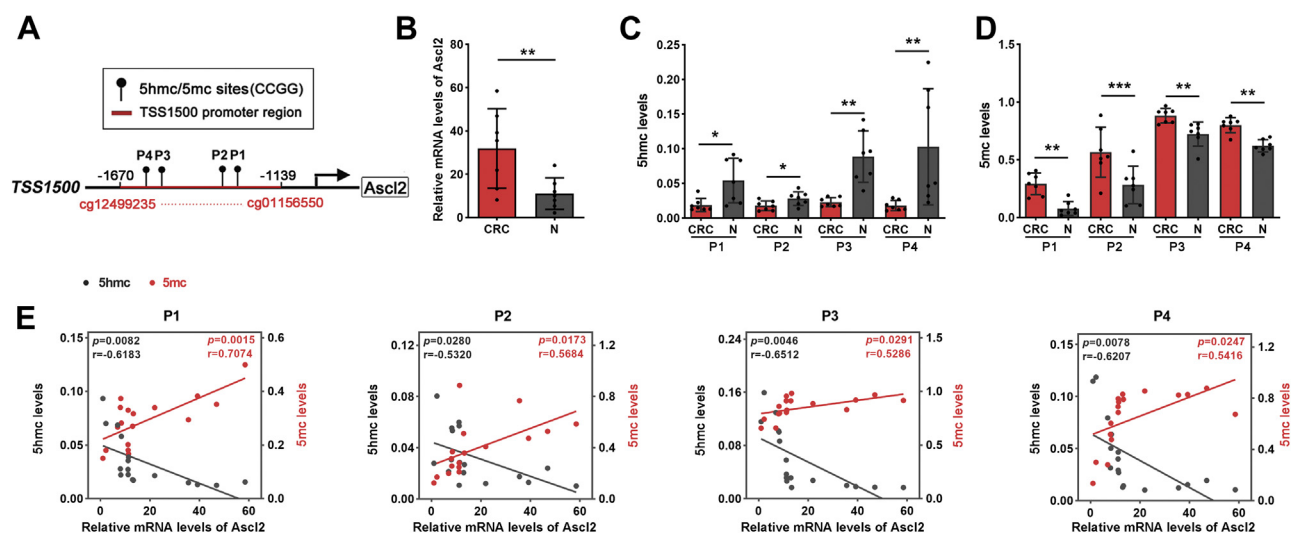 A
5hmc/5mc sites(CCGG)
TSS1500 promoter region
P4 P3 P2 P1
-1670 -1139
TSS1500 Ascl2
cg12499235 cg01156550
B
Relative mRNA levels of Ascl2
80
60
40
20
0
**
CRC N
C
5hmc levels
0.25
0.20
0.15
0.10
0.05
0.00
* * ** **
CRC N CRC N CRC N CRC N
P1 P2 P3 P4
D
5mc levels
1.5
1.0
0.5
0.0
** *** ** **
CRC N CRC N CRC N CRC N
P1 P2 P3 P4
5hmc 5mc
E
P1
p=0.0082 p=0.0015
r=-0.6183 r=0.7074
5hmc levels
0.15
0.10
0.05
0.00
5mc levels
0.6
0.4
0.2
0.0
0 20 40 60
Relative mRNA levels of Ascl2
P2
p=0.0280 p=0.0173
r=-0.5320 r=0.5684
5hmc levels
0.12
0.08
0.04
0.00
5mc levels
1.2
0.8
0.4
0.0
0 20 40 60
Relative mRNA levels of Ascl2
P3
p=0.0046 p=0.0291
r=-0.6512 r=0.5286
5hmc levels
0.24
0.16
0.08
0.00
5mc levels
1.5
1.0
0.5
0.0
0 20 40 60
Relative mRNA levels of Ascl2
P4
p=0.0078 p=0.0247
r=-0.6207 r=0.5416
5hmc levels
0.15
0.10
0.05
0.00
5mc levels
1.2
0.8
0.4
0.0
0 20 40 60
Relative mRNA levels of Ascl2